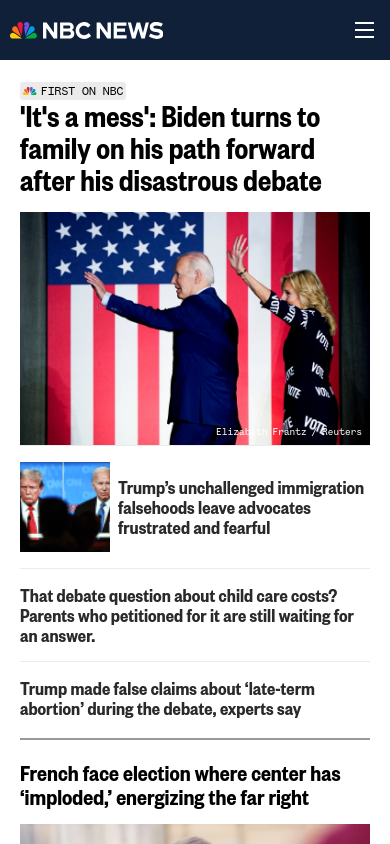 NBC NEWS
FIRST ON NBC
'It's a mess': Biden turns to
family on his path forward
after his disastrous debate
VOTE
VOTE
VOTE
VOTE
Elizabeth Frantz / Reuters
Trump’s unchallenged immigration
falsehoods leave advocates
frustrated and fearful
That debate question about child care costs?
Parents who petitioned for it are still waiting for
an answer.
Trump made false claims about ‘late-term
abortion’ during the debate, experts say
French face election where center has
‘imploded,’ energizing the far right